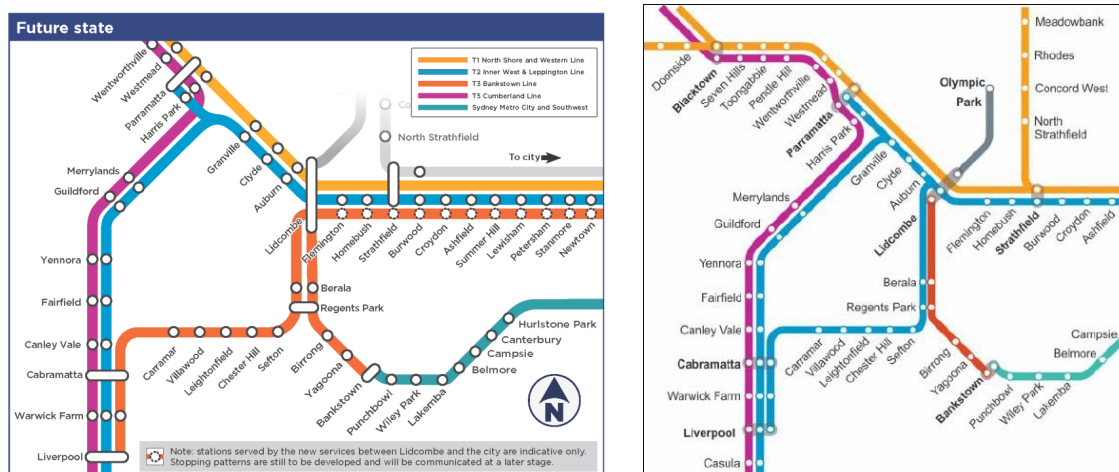 Future state
T1 North Shore and Western Line
T2 Inner West & Leppington Line
T3 Bankstown Line
T5 Cumberland Line
Sydney Metro City and Southwest
Wentworthville
Westmead
Parramatta
Harris Park
Merrylands
Guildford
Granville
Clyde
Auburn
Lidcombe
North Strathfield
To city
Flemington
Homebush
Strathfield
Burwood
Croydon
Ashfield
Summer Hill
Lewisham
Petersham
Stanmore
Newtown
Yennora
Fairfield
Canley Vale
Cabramatta
Warwick Farm
Liverpool
Berala
Regents Park
Carramar
Villawood
Leightonfield
Chester Hill
Sefton
Birrong
Yagoona
Bankstown
Punchbowl
Wiley Park
Lakemba
Belmore
Campsie
Canterbury
Hurlstone Park
N
Note: stations served by the new services between Lidcombe and the city are indicative only.
Stopping patterns are still to be developed and will be communicated at a later stage.
Doonside
Blacktown
Seven Hills
Toongabbie
Pendle Hill
Wentworthville
Westmead
Parramatta
Harris Park
Granville
Clyde
Auburn
Lidcombe
Olympic
Park
Meadowbank
Rhodes
Concord West
North
Strathfield
Flemington
Homebush
Strathfield
Burwood
Croydon
Ashfield
Merrylands
Guildford
Yennora
Fairfield
Canley Vale
Cabramatta
Warwick Farm
Liverpool
Casula
Berala
Regents Park
Carramar
Villawood
Leightonfield
Chester Hill
Sefton
Birrong
Yagoona
Bankstown
Punchbowl
Wiley Park
Lakemba
Belmore
Campsie